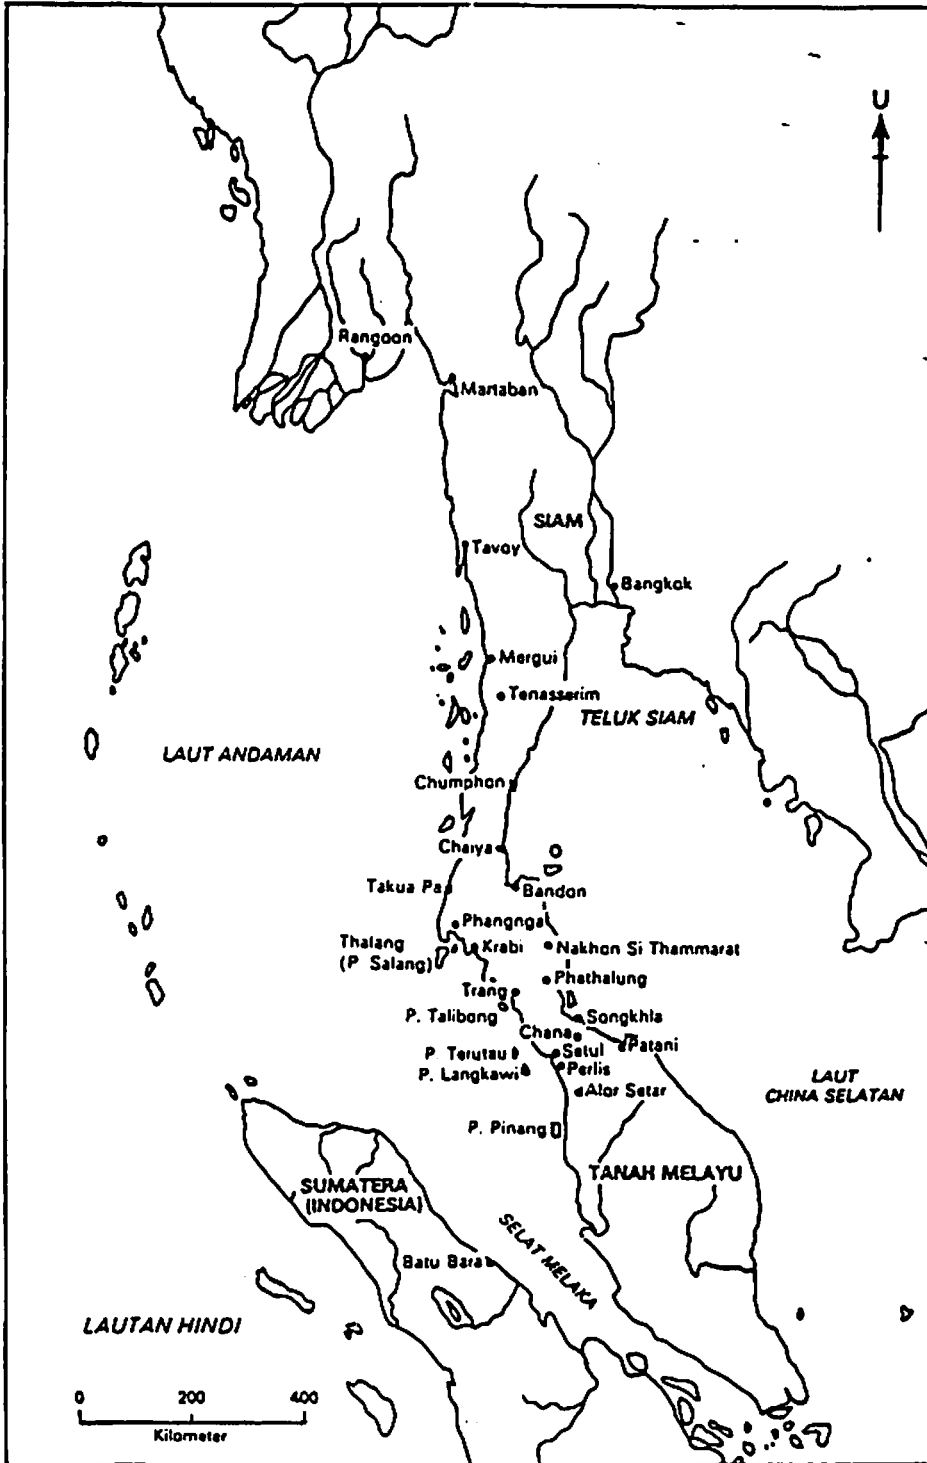 U
Rangoon
Martaban
SIAM
Tavoy
Bangkok
Mergui
Tenasserim
TELUK SIAM
LAUT ANDAMAN
Chumphon
Chaiya
Takua Pa
Bandon
Phangnga
Thalang
(P Salang)
Krabi
Nakhon Si Thammarat
Phathalung
Trang
P. Talibong
Songkhla
Chana
Patani
P. Terutau
Setul
P. Langkawi
Perlis
LAUT
CHINA SELATAN
Alor Setar
P. Pinang
TANAH MELAYU
SUMATERA
(INDONESIA)
SELAT MELAKA
Batu Bara
LAUTAN HINDI
0 200 400
Kilometer